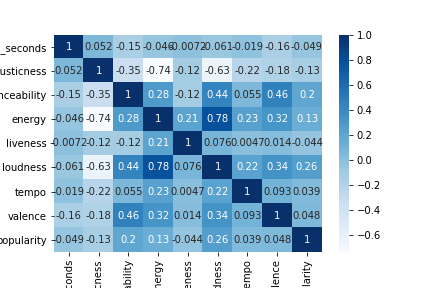 _seconds 1 0.052 -0.15 -0.046 -0.0072 -0.061 -0.019 -0.16 -0.049
usticness 0.052 1 -0.35 -0.74 -0.12 -0.63 -0.22 -0.18 -0.13
nceability -0.15 -0.35 1 0.28 -0.12 0.44 0.055 0.46 0.2
energy -0.046 -0.74 0.28 1 0.21 0.78 0.23 0.32 0.13
liveness -0.0072 -0.12 -0.12 0.21 1 0.076 0.0047 0.014 -0.044
loudness -0.061 -0.63 0.44 0.78 0.076 1 0.22 0.34 0.26
tempo -0.019 -0.22 0.055 0.23 0.0047 0.22 1 0.093 0.039
valence -0.16 -0.18 0.46 0.32 0.014 0.34 0.093 1 0.048
popularity -0.049 -0.13 0.2 0.13 -0.044 0.26 0.039 0.048 1
conds
icness
ability
nergy
eness
dness
empo
lence
larity
1.0
0.8
0.6
0.4
0.2
0.0
-0.2
-0.4
-0.6